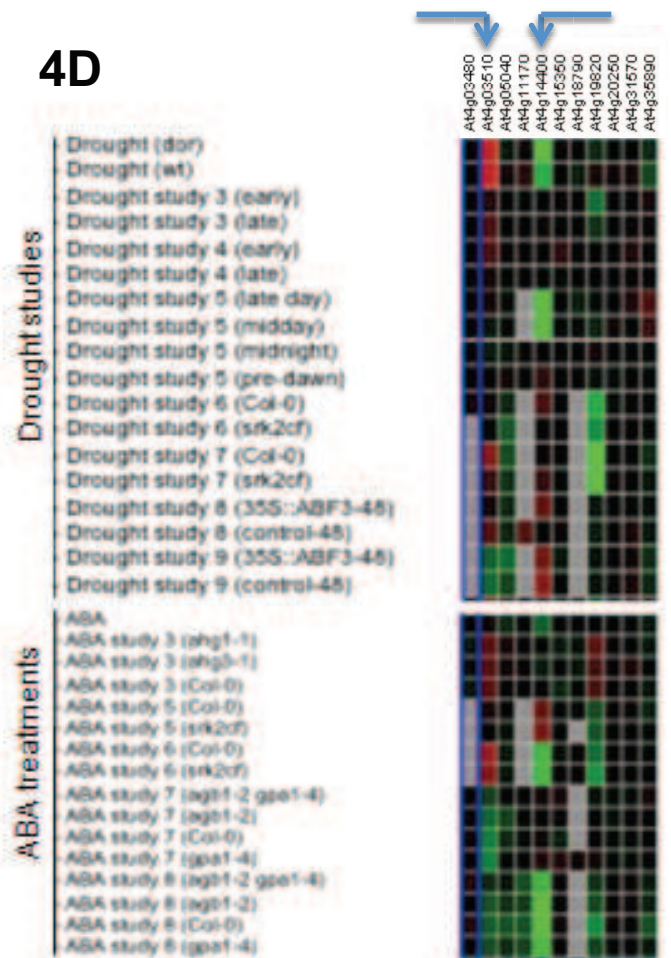 4D
At4g03480
At4g03510
At4g05040
At4g11170
At4g14400
At4g15350
At4g18790
At4g19820
At4g20250
At4g31570
At4g35890
Drought studies
Drought (dor)
Drought (wt)
Drought study 3 (early)
Drought study 3 (late)
Drought study 4 (early)
Drought study 4 (late)
Drought study 5 (late day)
Drought study 5 (midday)
Drought study 5 (midnight)
Drought study 5 (pre-dawn)
Drought study 6 (Col-0)
Drought study 6 (srk2cf)
Drought study 7 (Col-0)
Drought study 7 (srk2cf)
Drought study 8 (35S::ABF3-48)
Drought study 8 (control-48)
Drought study 9 (35S::ABF3-48)
Drought study 9 (control-48)
ABA treatments
ABA
ABA study 3 (ahg1-1)
ABA study 3 (ahg3-1)
ABA study 3 (Col-0)
ABA study 5 (Col-0)
ABA study 5 (srk2cf)
ABA study 6 (Col-0)
ABA study 6 (srk2cf)
ABA study 7 (agb1-2 gpa1-4)
ABA study 7 (agb1-2)
ABA study 7 (Col-0)
ABA study 7 (gpa1-4)
ABA study 8 (agb1-2 gpa1-4)
ABA study 8 (agb1-2)
ABA study 8 (Col-0)
ABA study 8 (gpa1-4)